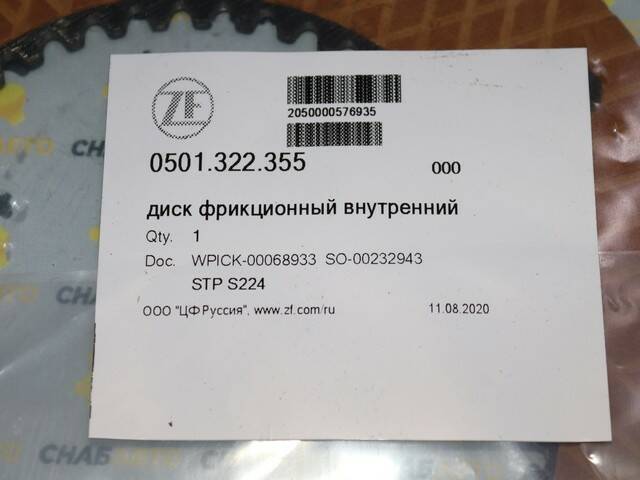 ZF
2050000576935
0501.322.355 000
диск фрикционный внутренний
Qty. 1
Doc. WPICK-00068933 SO-00232943
STP S224
ООО "ЦФ Руссия", www.zf.com/ru 11.08.2020
СНАБАВТО